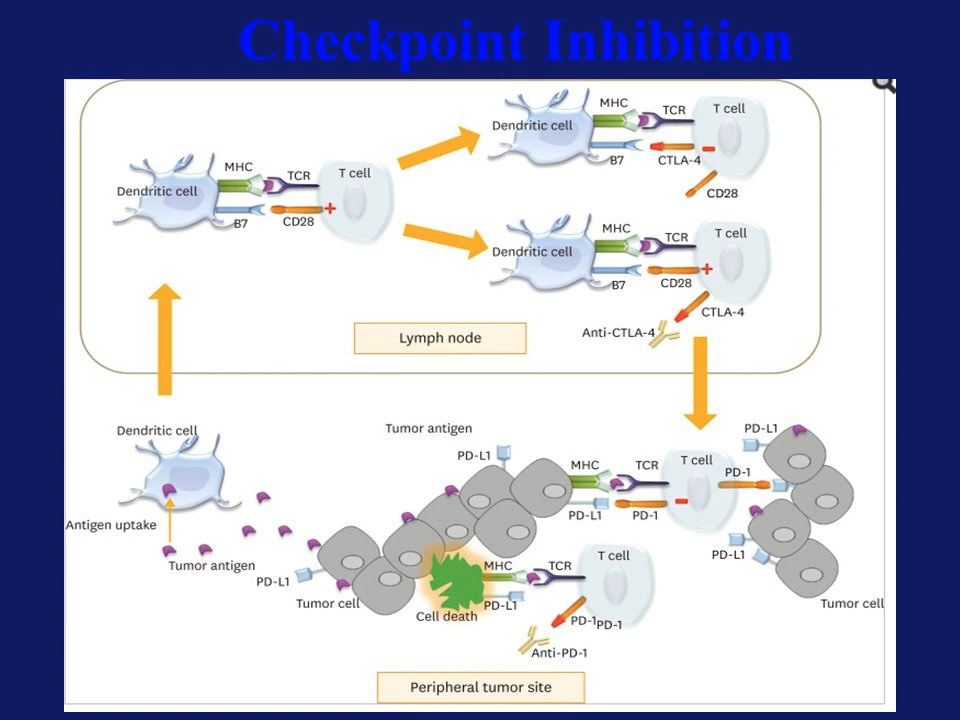 Checkpoint Inhibition
MHC
TCR
T cell
Dendritic cell
B7
CTLA-4
CD28
MHC
TCR
T cell
Dendritic cell
B7
CD28
+
MHC
TCR
T cell
Dendritic cell
B7
CD28
+
CTLA-4
Anti-CTLA-4
Lymph node
Dendritic cell
Antigen uptake
Tumor antigen
Tumor antigen
PD-L1
MHC
TCR
T cell
PD-L1
PD-1
PD-1
PD-L1
PD-L1
Tumor cell
PD-L1
Tumor cell
Cell death
MHC
TCR
T cell
PD-L1
PD-1
PD-1
Anti-PD-1
Peripheral tumor site